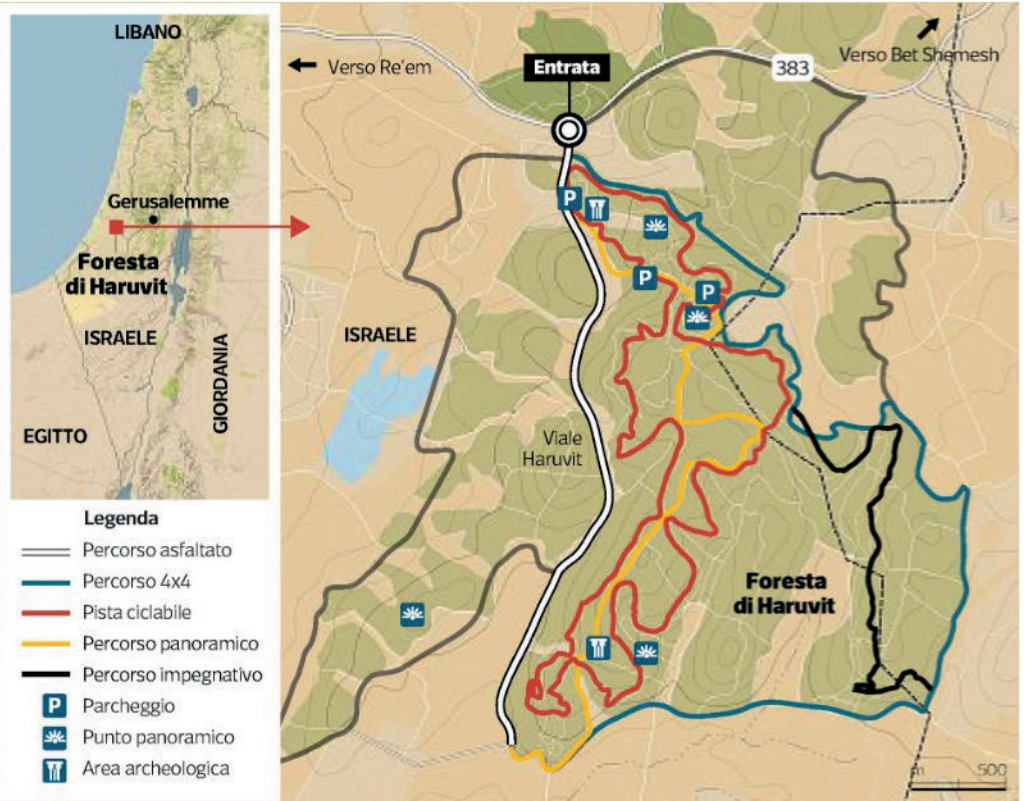 LIBANO
Gerusalemme
Foresta
di Haruvit
ISRAELE
GIORDANIA
EGITTO
Legenda
Percorso asfaltato
Percorso 4x4
Pista ciclabile
Percorso panoramico
Percorso impegnativo
P Parcheggio
Punto panoramico
Area archeologica
Verso Re'em
Entrata
383
Verso Bet Shemesh
P
P
P
ISRAELE
Viale
Haruvit
Foresta
di Haruvit
m 500